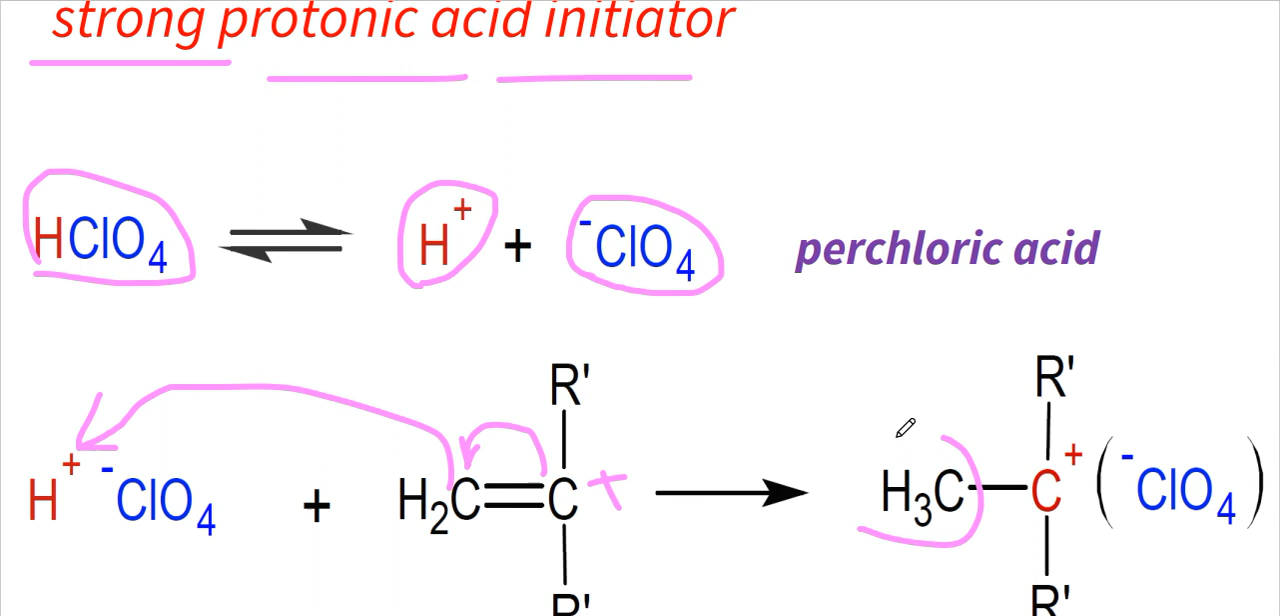 strong protonic acid initiator
HClO4 ⇌ H+ + -ClO4 perchloric acid
R' R'
H+ -ClO4 + H2C=C + → H3C-C+ (-ClO4)
R' R'